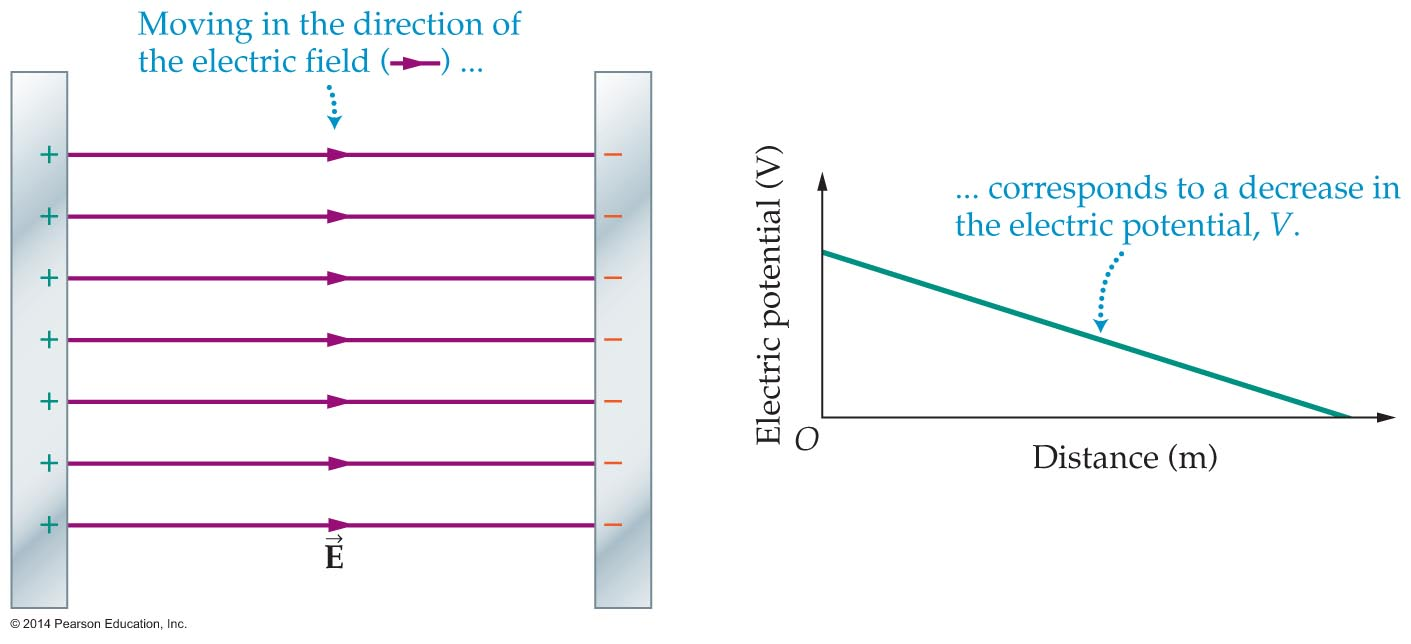 Moving in the direction of
the electric field (→) ...
+ −
+ −
+ −
+ −
+ −
+ −
+ −
E⃗
© 2014 Pearson Education, Inc.
Electric potential (V)
... corresponds to a decrease in
the electric potential, V.
O
Distance (m)